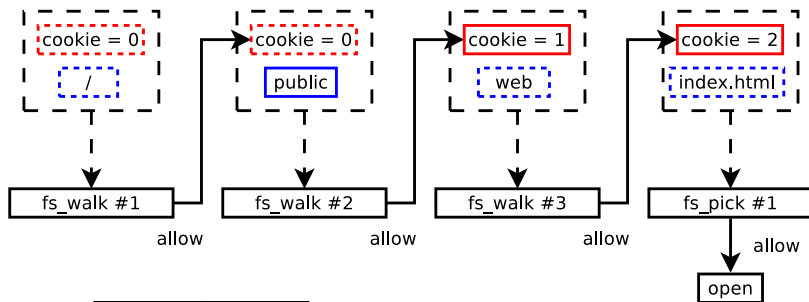 cookie = 0
cookie = 0
cookie = 1
cookie = 2
/
public
web
index.html
fs_walk #1
fs_walk #2
fs_walk #3
fs_pick #1
allow
allow
allow
allow
open